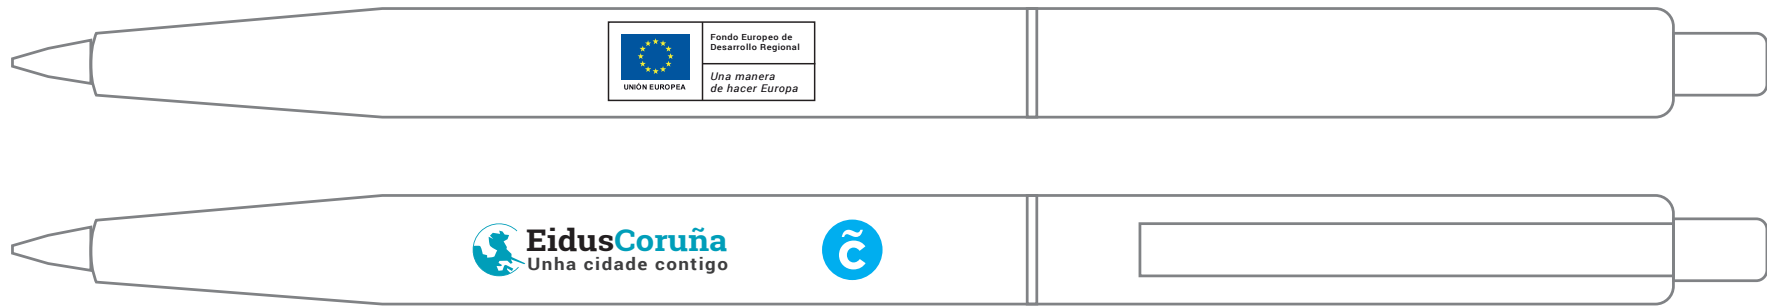 Fondo Europeo de
Desarrollo Regional
UNIÓN EUROPEA
Una manera
de hacer Europa
EidusCoruña
Unha cidade contigo
c̃